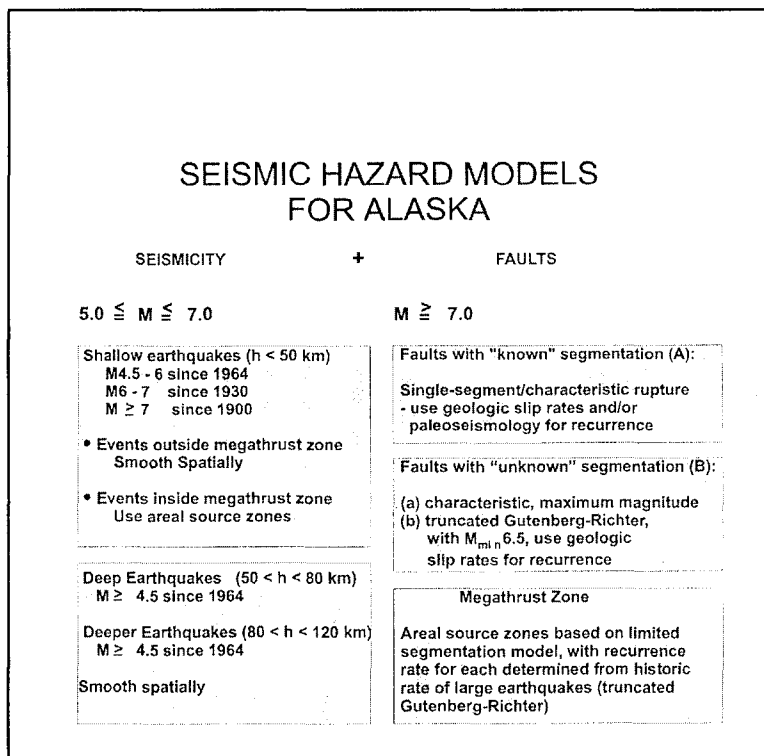 SEISMIC HAZARD MODELS
FOR ALASKA
SEISMICITY + FAULTS
5.0 ≦ M ≦ 7.0
Shallow earthquakes (h < 50 km)
M4.5 - 6 since 1964
M6 - 7 since 1930
M ≥ 7 since 1900
• Events outside megathrust zone
Smooth Spatially
• Events inside megathrust zone
Use areal source zones
Deep Earthquakes (50 < h < 80 km)
M ≥ 4.5 since 1964
Deeper Earthquakes (80 < h < 120 km)
M ≥ 4.5 since 1964
Smooth spatially
M ≧ 7.0
Faults with "known" segmentation (A):
Single-segment/characteristic rupture
- use geologic slip rates and/or
paleoseismology for recurrence
Faults with "unknown" segmentation (B):
(a) characteristic, maximum magnitude
(b) truncated Gutenberg-Richter,
with Mmin 6.5, use geologic
slip rates for recurrence
Megathrust Zone
Areal source zones based on limited
segmentation model, with recurrence
rate for each determined from historic
rate of large earthquakes (truncated
Gutenberg-Richter)